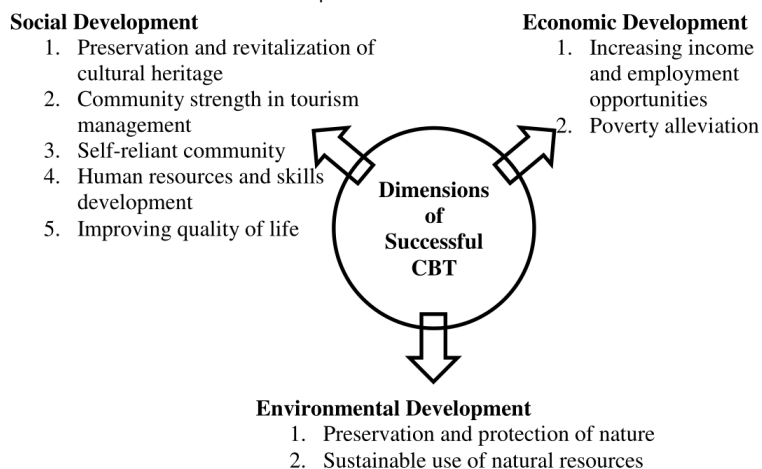 Social Development
1. Preservation and revitalization of
cultural heritage
2. Community strength in tourism
management
3. Self-reliant community
4. Human resources and skills
development
5. Improving quality of life
Economic Development
1. Increasing income
and employment
opportunities
2. Poverty alleviation
Dimensions
of
Successful
CBT
Environmental Development
1. Preservation and protection of nature
2. Sustainable use of natural resources